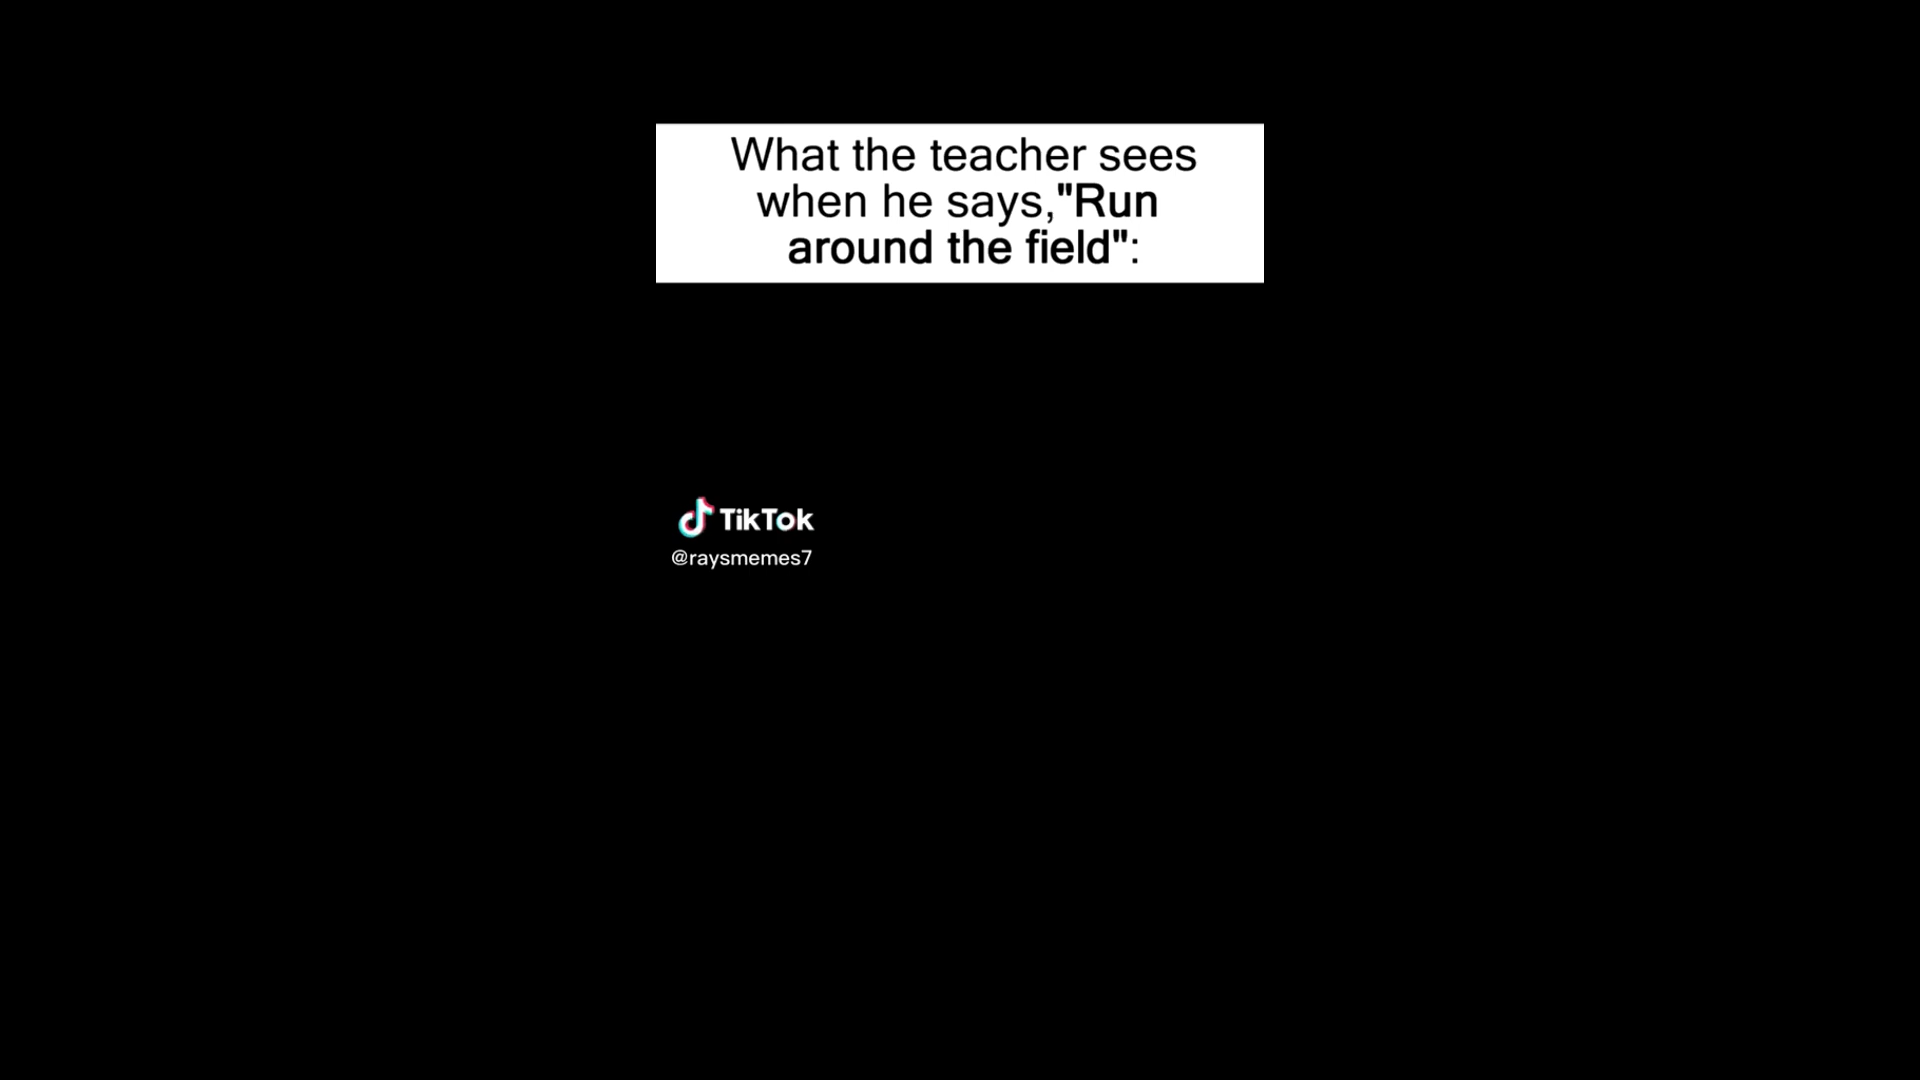 What the teacher sees
when he says,"Run
around the field":
TikTok
@raysmemes7